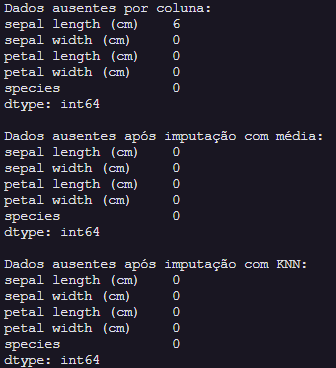 Dados ausentes por coluna:
sepal length (cm)    6
sepal width (cm)     0
petal length (cm)    0
petal width (cm)     0
species              0
dtype: int64

Dados ausentes após imputação com média:
sepal length (cm)    0
sepal width (cm)     0
petal length (cm)    0
petal width (cm)     0
species              0
dtype: int64

Dados ausentes após imputação com KNN:
sepal length (cm)    0
sepal width (cm)     0
petal length (cm)    0
petal width (cm)     0
species              0
dtype: int64